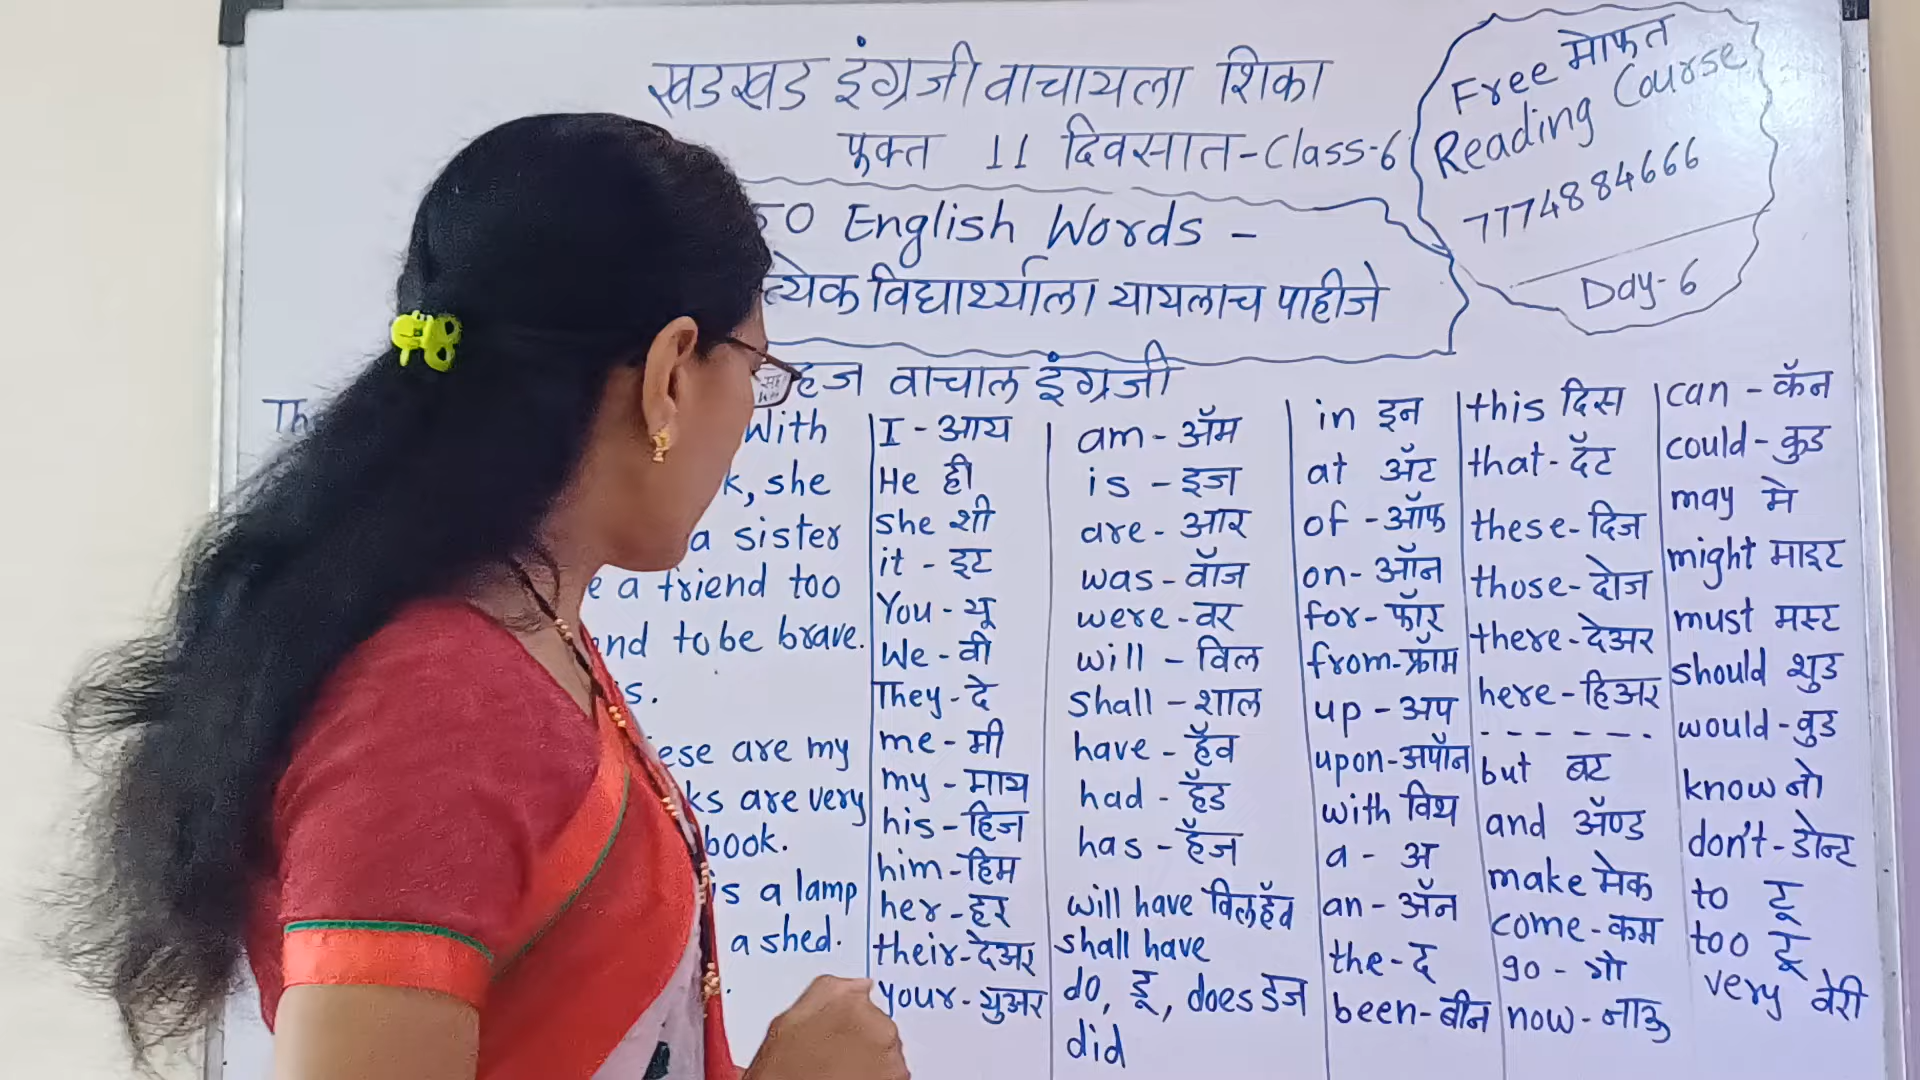 खडखड इंग्रजी वाचायला शिका
फक्त 11 दिवसात-Class-6
Free मोफत
Reading Course
7774884666
Day-6
English Words -
विद्यार्थ्याला यायलाच पाहीजे
वाचाल इंग्रजी
With
she
a sister
a friend too
to be brave.
are my
are very
book.
is a lamp
a shed.
I - आय
He ही
She शी
it - इट
You - यू
We - वी
They - दे
me - मी
my - माय
his - हिज
him - हिम
her - हर
their - देअर
your - युअर
am - ॲम
is - इज
are - आर
was - वॉज
were - वर
will - विल
shall - शाल
have - हॅव
had - हॅड
has - हॅज
will have विलहॅव
shall have
do, डू, does डज
did
in इन
at ॲट
of - ऑफ
on - ऑन
for - फॉर
from - फ्रॉम
up - अप
upon - अपॉन
with विथ
a - अ
an - ॲन
the - द
been - बीन
this दिस
that - दॅट
these - दिज
those - दोज
there - देअर
here - हिअर
- - - - - - .
but बट
and ॲण्ड
make मेक
come - कम
go - गो
now - नाऊ
can - कॅन
could - कुड
may मे
might माइट
must मस्ट
should शुड
would - वुड
know नो
don't - डोन्ट
to टू
too टू
very वेरी